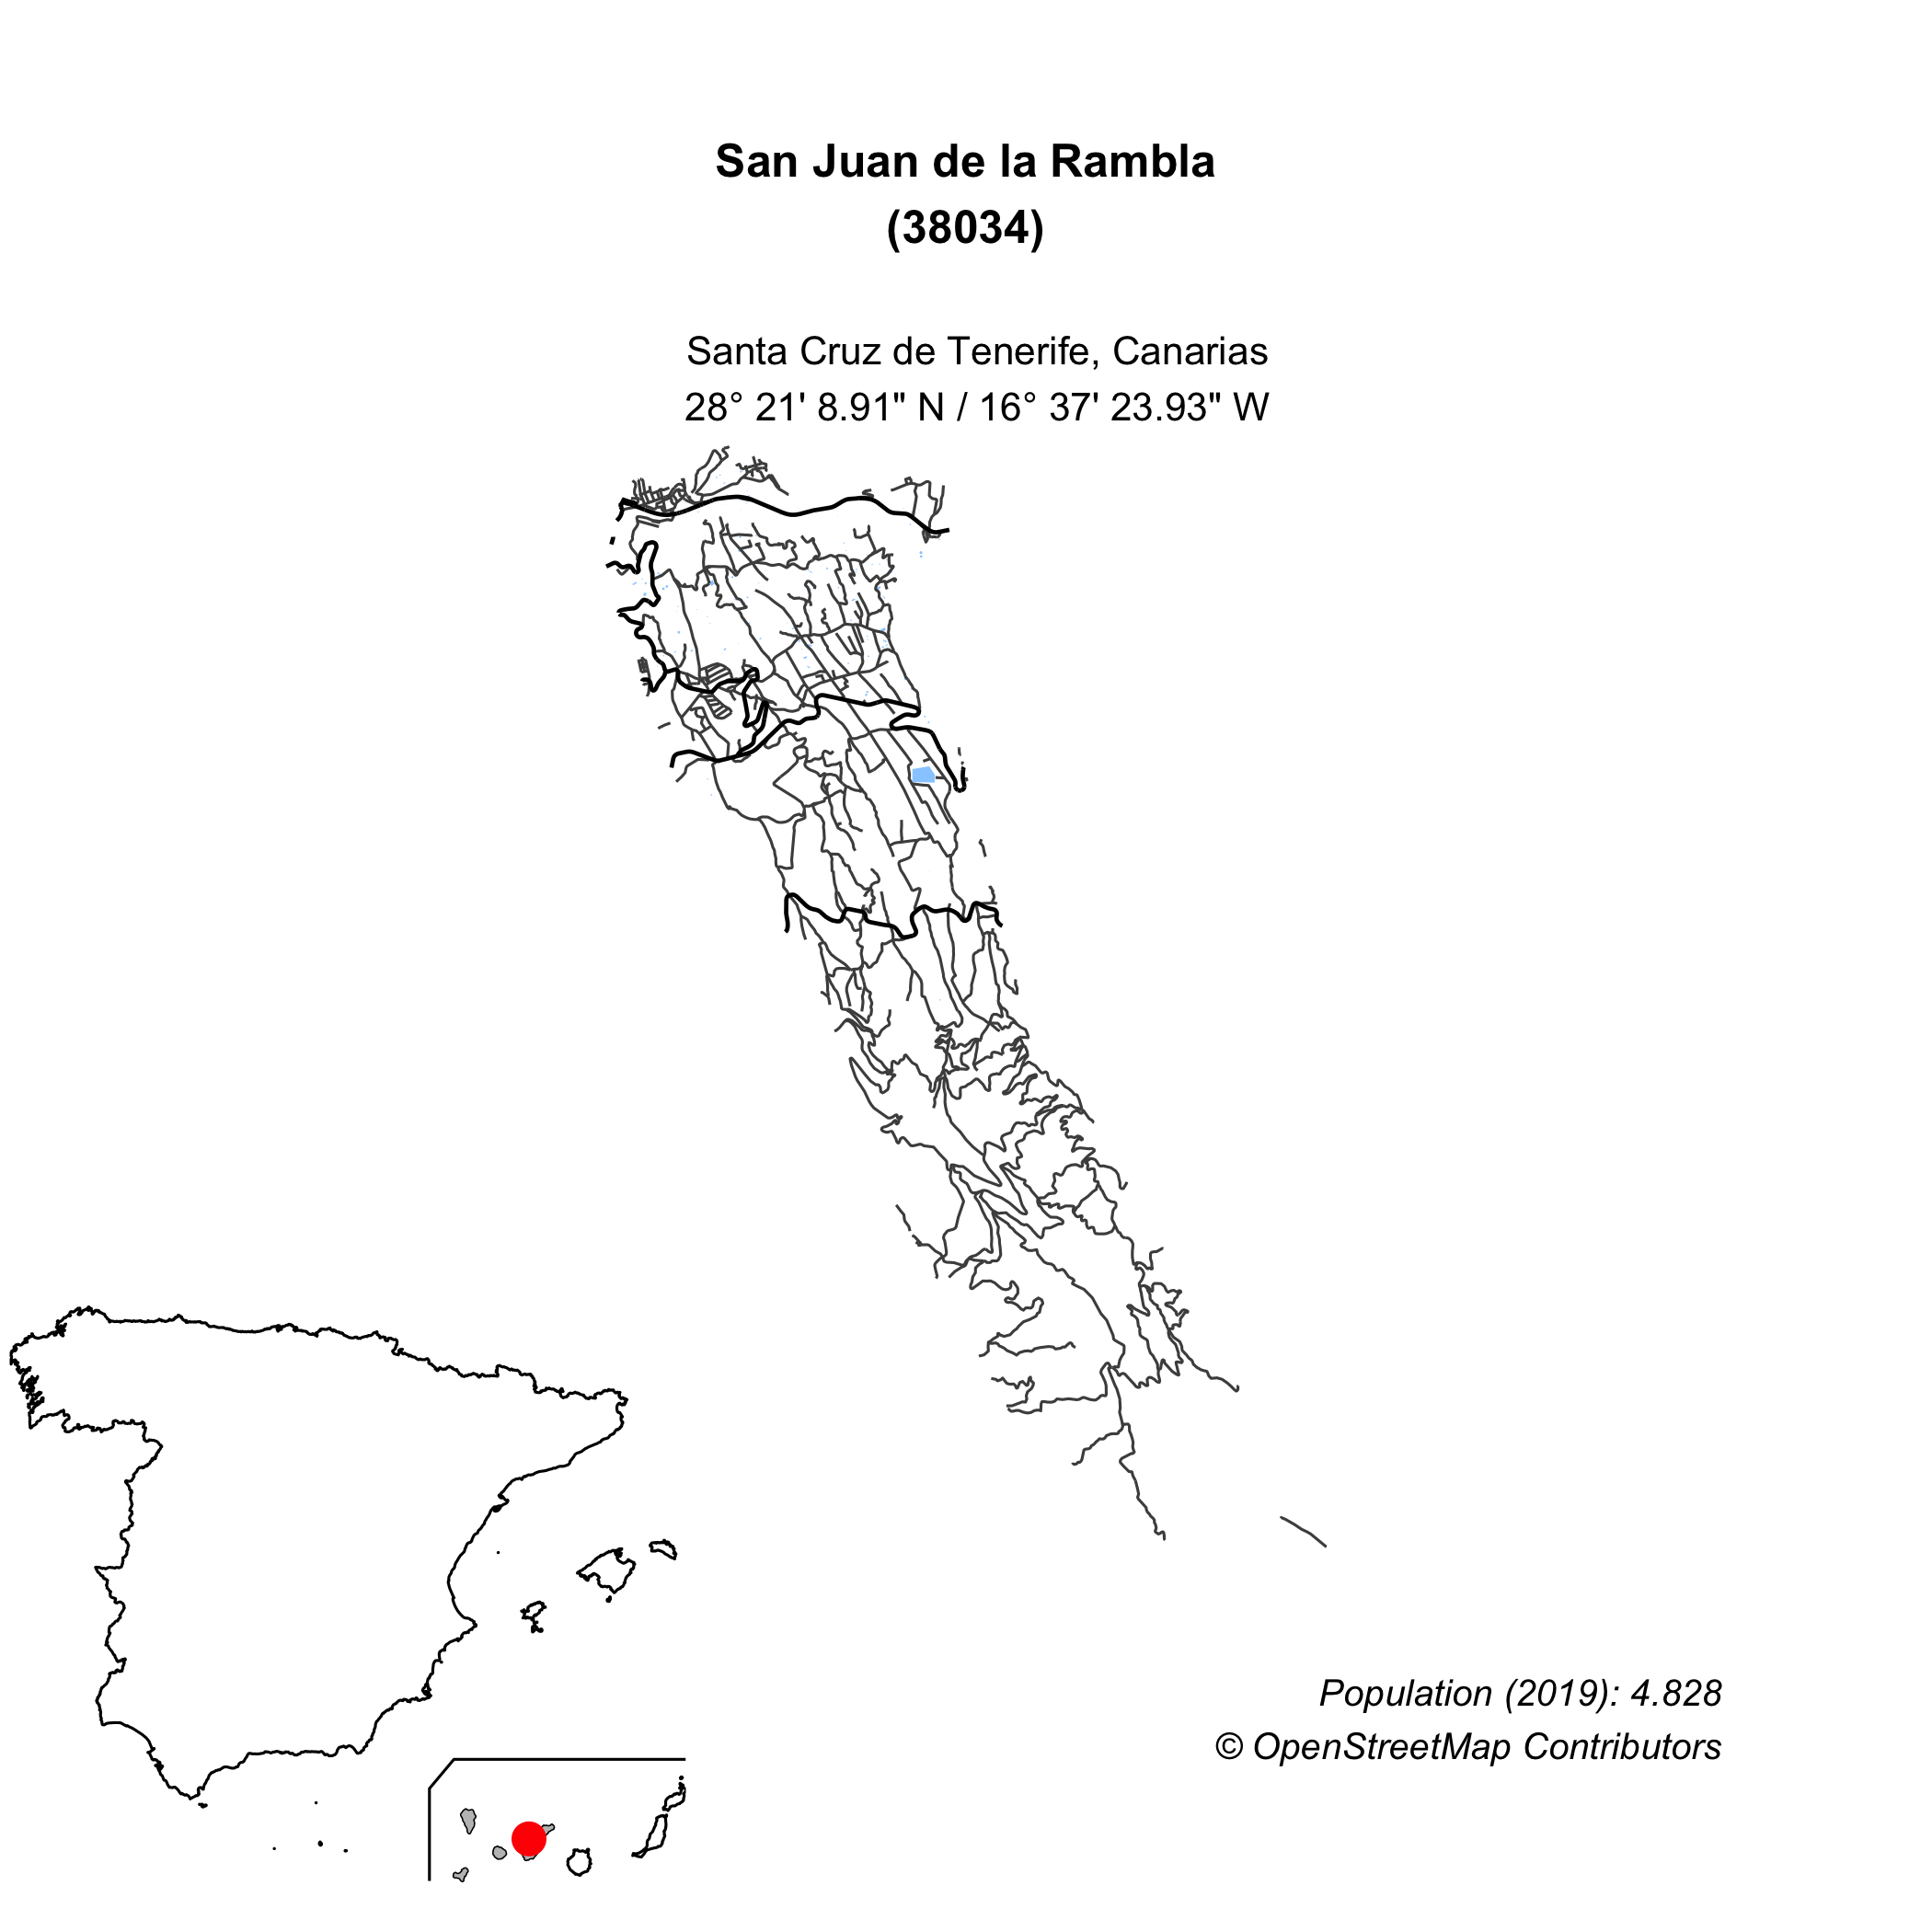 San Juan de la Rambla
(38034)
Santa Cruz de Tenerife, Canarias
28° 21' 8.91" N / 16° 37' 23.93" W
Population (2019): 4.828
© OpenStreetMap Contributors